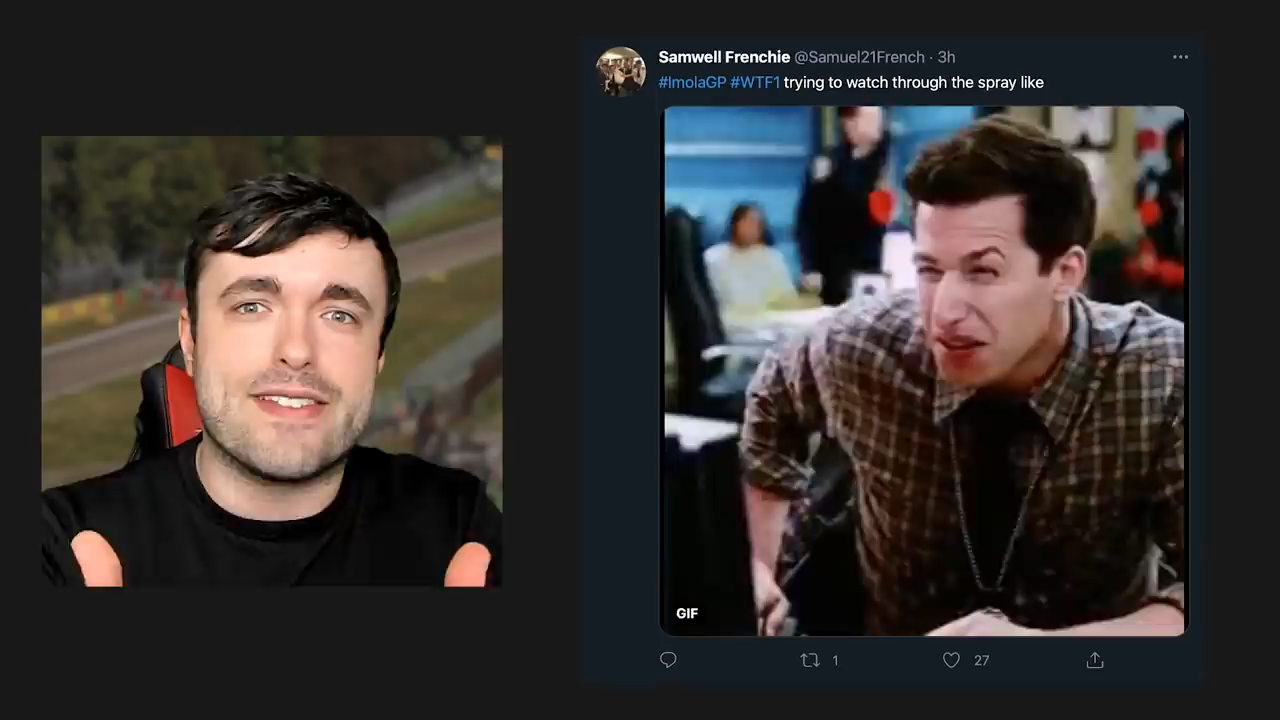 Samwell Frenchie @Samuel21French · 3h
#ImolaGP #WTF1 trying to watch through the spray like
GIF
1
27